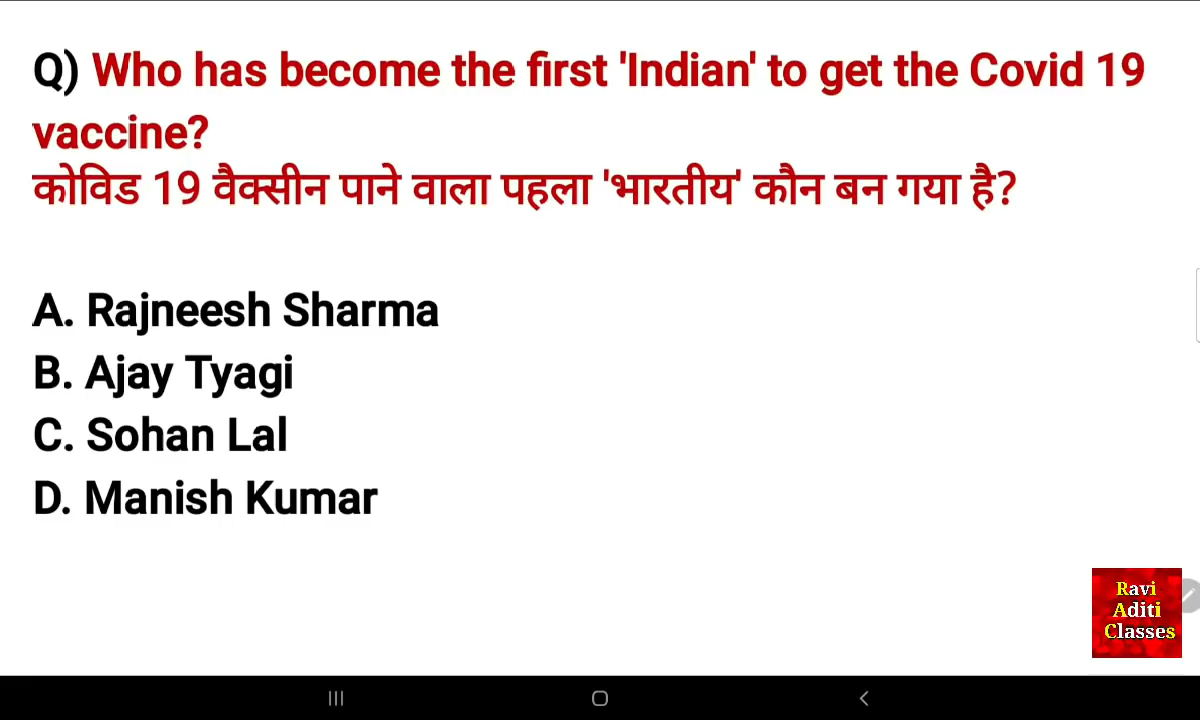 Q) Who has become the first 'Indian' to get the Covid 19
vaccine?
कोविड 19 वैक्सीन पाने वाला पहला 'भारतीय' कौन बन गया है?
A. Rajneesh Sharma
B. Ajay Tyagi
C. Sohan Lal
D. Manish Kumar
Ravi
Aditi
Classes